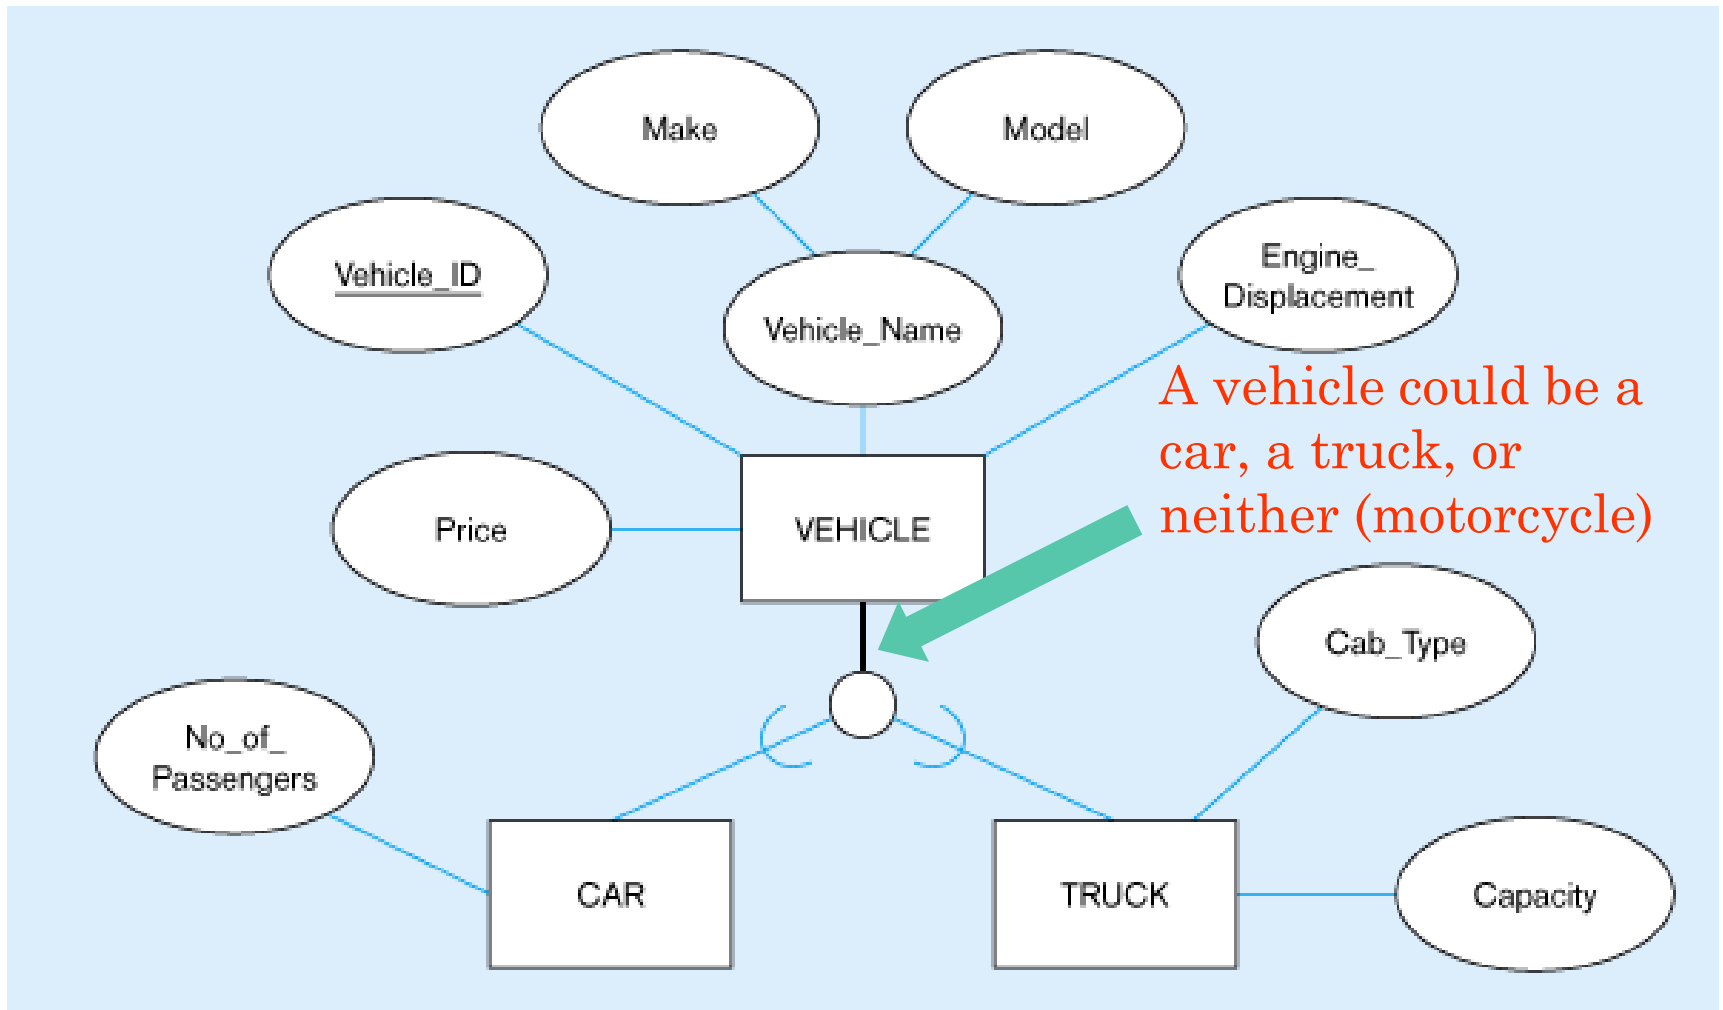 Make
Model
Vehicle_ID
Engine_
Displacement
Vehicle_Name
A vehicle could be a
car, a truck, or
neither (motorcycle)
Price
VEHICLE
Cab_Type
No_of_
Passengers
CAR
TRUCK
Capacity